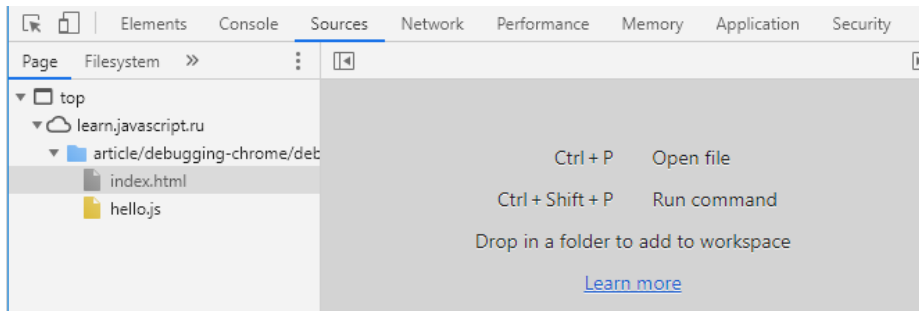 Elements Console Sources Network Performance Memory Application Security
Page Filesystem »
top
learn.javascript.ru
article/debugging-chrome/deb
index.html
hello.js
Ctrl + P Open file
Ctrl + Shift + P Run command
Drop in a folder to add to workspace
Learn more